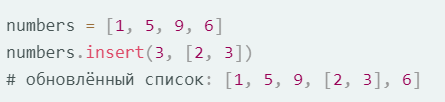 numbers = [1, 5, 9, 6]
numbers.insert(3, [2, 3])
# обновлённый список: [1, 5, 9, [2, 3], 6]